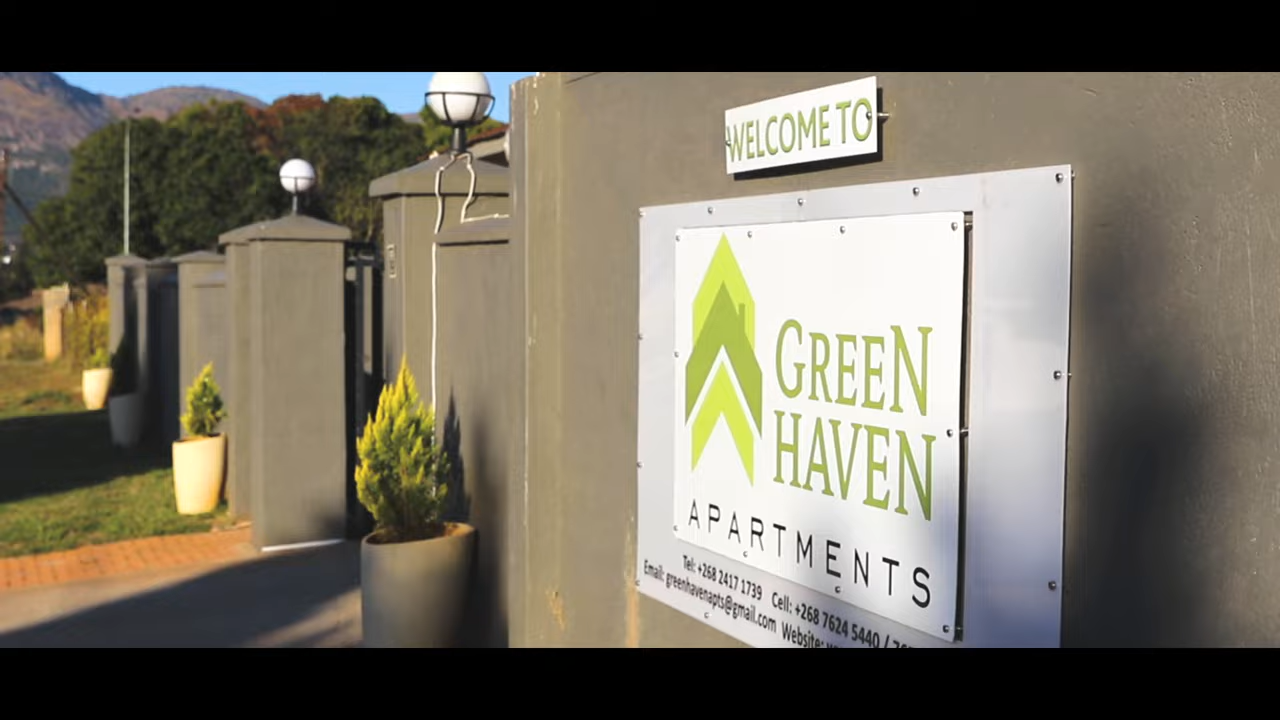 WELCOME TO
GREEN
HAVEN
APARTMENTS
Tel: +268 2417 1739 Cell: +268 7624 5440 /
Email: greenhavenapts@gmail.com Website: